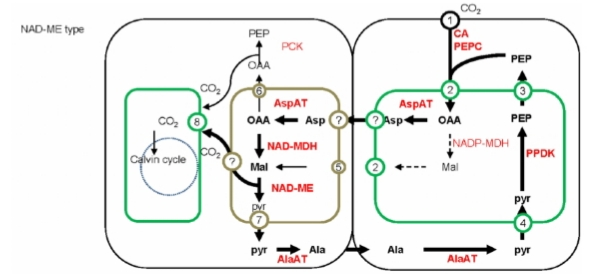 NAD-ME type
CO2
1
PEP
PCK
OAA
CA
PEPC
PEP
CO2
6
2
3
AspAT
AspAT
CO2
8
OAA
Asp
?
?
Asp
OAA
PEP
NAD-MDH
NADP-MDH
CO2
?
Mal
5
2
Mal
PPDK
Calvin cycle
NAD-ME
pyr
pyr
7
4
pyr
Ala
Ala
pyr
AlaAT
AlaAT